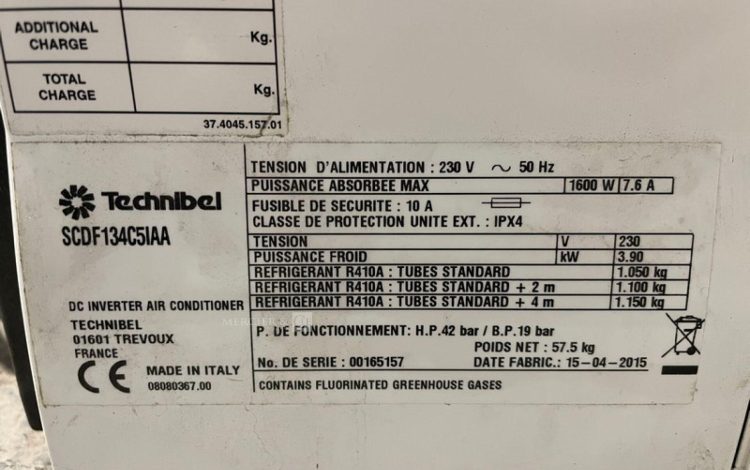 ADDITIONAL CHARGE Kg.
TOTAL CHARGE Kg.
37.4045.157.01
Technibel
SCDF134C5IAA
DC INVERTER AIR CONDITIONER
TECHNIBEL
01601 TREVOUX
FRANCE
CE MADE IN ITALY
08080367.00
TENSION D'ALIMENTATION : 230 V ~ 50 Hz
PUISSANCE ABSORBEE MAX 1600 W 7.6 A
FUSIBLE DE SECURITE : 10 A
CLASSE DE PROTECTION UNITE EXT. : IPX4
TENSION V 230
PUISSANCE FROID kW 3.90
REFRIGERANT R410A : TUBES STANDARD 1.050 kg
REFRIGERANT R410A : TUBES STANDARD + 2 m 1.100 kg
REFRIGERANT R410A : TUBES STANDARD + 4 m 1.150 kg
P. DE FONCTIONNEMENT: H.P.42 bar / B.P.19 bar
POIDS NET : 57.5 kg
No. DE SERIE : 00165157 DATE FABRIC.: 15-04-2015
CONTAINS FLUORINATED GREENHOUSE GASES